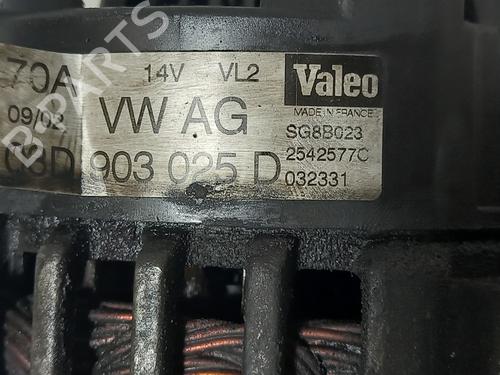 70A 14V VL2 Valeo
MADE IN FRANCE
09/02 VW AG SG8B023
903 025 D 2542577C
032331